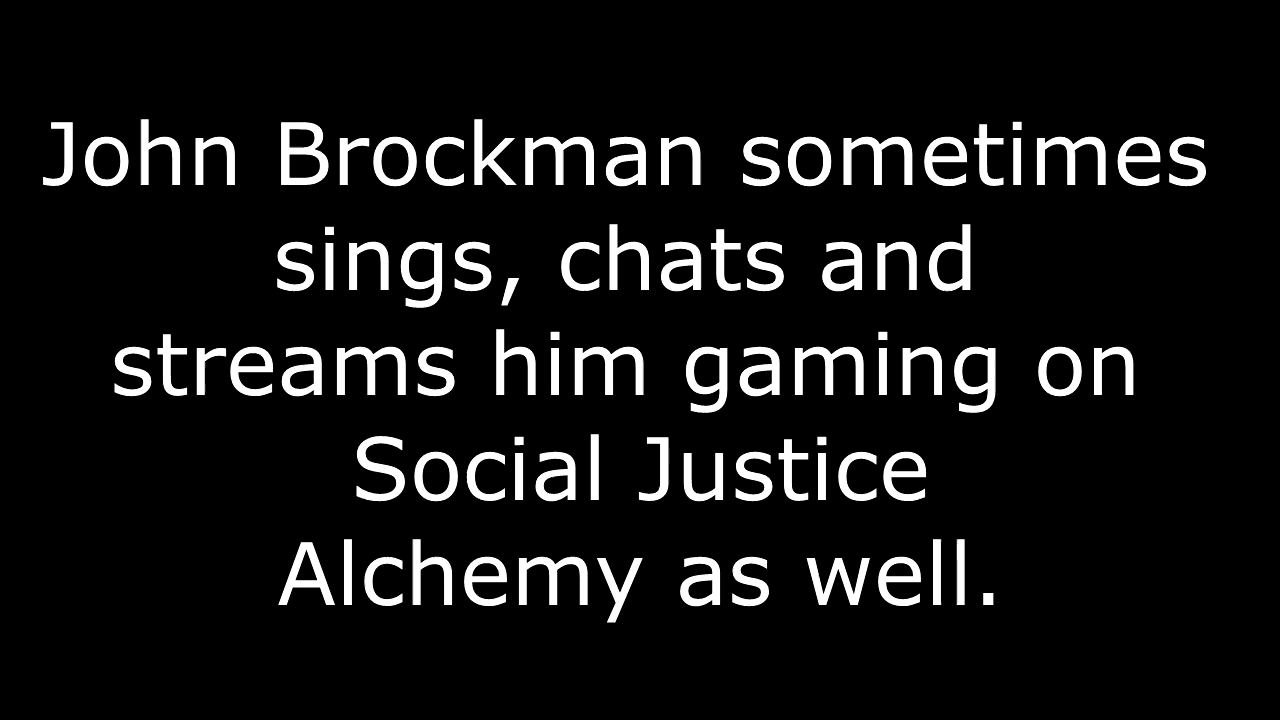 John Brockman sometimes
sings, chats and
streams him gaming on
Social Justice
Alchemy as well.